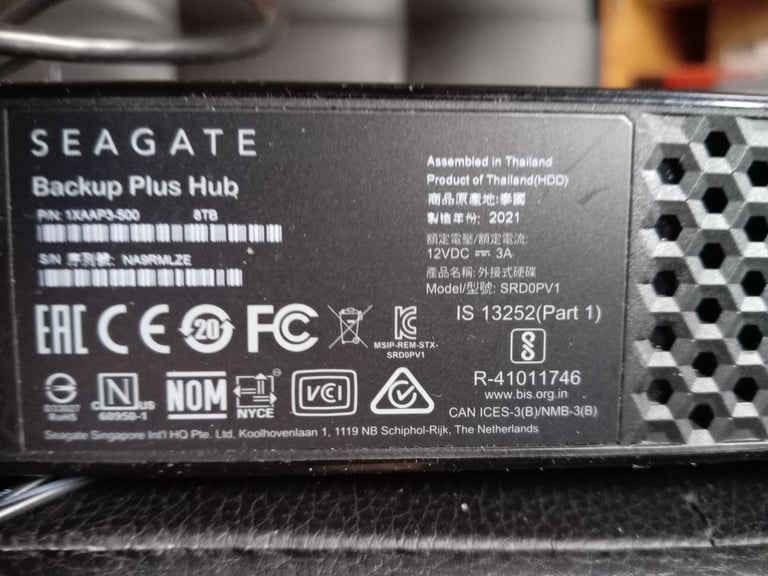 SEAGATE
Backup Plus Hub
P/N: 1XAAP3-500 8TB
S/N 序列號: NA9RMLZE
Assembled in Thailand
Product of Thailand(HDD)
商品原產地:泰國
製造年份: 2021
額定電壓/額定電流:
12VDC ⎓ 3A
產品名稱: 外接式硬碟
Model/型號: SRD0PV1
EAC CE 20 FC
MSIP-REM-STX-
SRD0PV1
IS 13252(Part 1)
R-41011746
www.bis.org.in
CAN ICES-3(B)/NMB-3(B)
D33027
RoHS
c N US
60950-1
NOM
NYCE
VCI
Seagate Singapore Int'l HQ Pte. Ltd. Koolhovenlaan 1, 1119 NB Schiphol-Rijk, The Netherlands